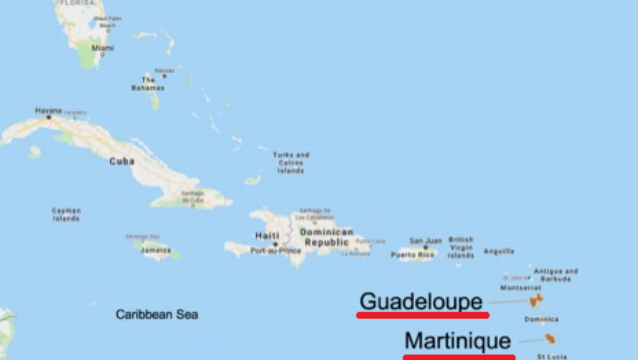 FLORIDA
West Palm
Beach
Miami
Nassau
The
Bahamas
Havana
Varadero
Cuba
Turks and
Caicos
Islands
Santiago
de Cuba
Cayman
Islands
Montego Bay
Jamaica
Haiti
Port-au-Prince
Santiago De
Los Caballeros
Dominican
Republic
Punta Cana
La Romana
San Juan
Puerto Rico
British
Virgin
Islands
Anguilla
St John's
Antigua and
Barbuda
Montserrat
Guadeloupe
Dominica
Caribbean Sea
Martinique
St Lucia